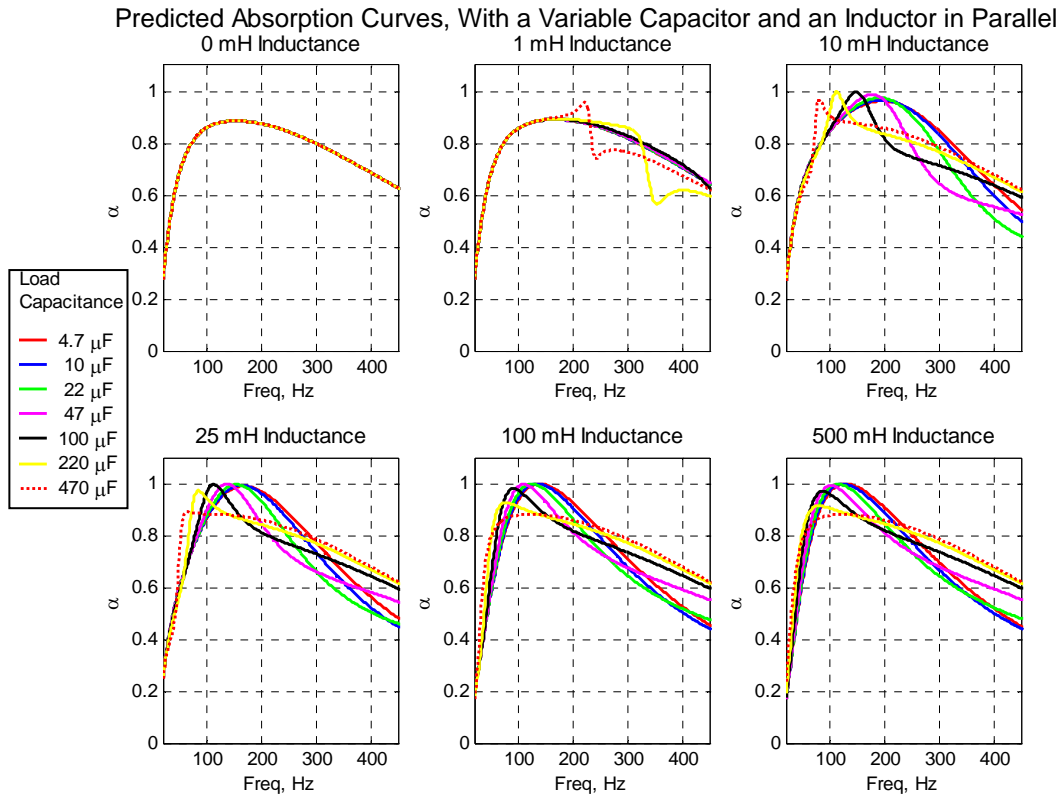 Predicted Absorption Curves, With a Variable Capacitor and an Inductor in Parallel
0 mH Inductance
1
0.8
0.6
0.4
0.2
0
α
100 200 300 400
Freq, Hz
1 mH Inductance
1
0.8
0.6
0.4
0.2
0
α
100 200 300 400
Freq, Hz
10 mH Inductance
1
0.8
0.6
0.4
0.2
0
α
100 200 300 400
Freq, Hz
Load
Capacitance
4.7 μF
10 μF
22 μF
47 μF
100 μF
220 μF
470 μF
25 mH Inductance
1
0.8
0.6
0.4
0.2
0
α
100 200 300 400
Freq, Hz
100 mH Inductance
1
0.8
0.6
0.4
0.2
0
α
100 200 300 400
Freq, Hz
500 mH Inductance
1
0.8
0.6
0.4
0.2
0
α
100 200 300 400
Freq, Hz